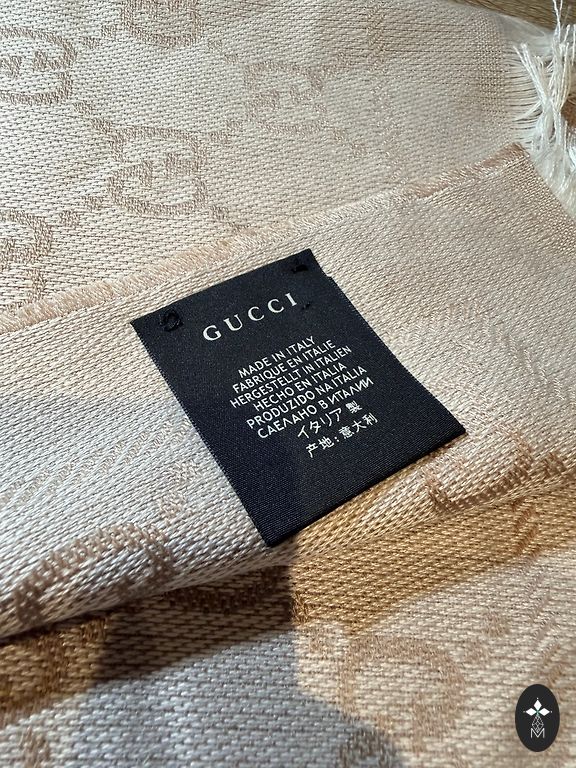 GUCCI
MADE IN ITALY
FABRIQUE EN ITALIE
HERGESTELLT IN ITALIEN
HECHO EN ITALIA
PRODUZIDO NA ITALIA
СДЕЛАНО В ИТАЛИИ
イタリア 製
产地：意大利
M